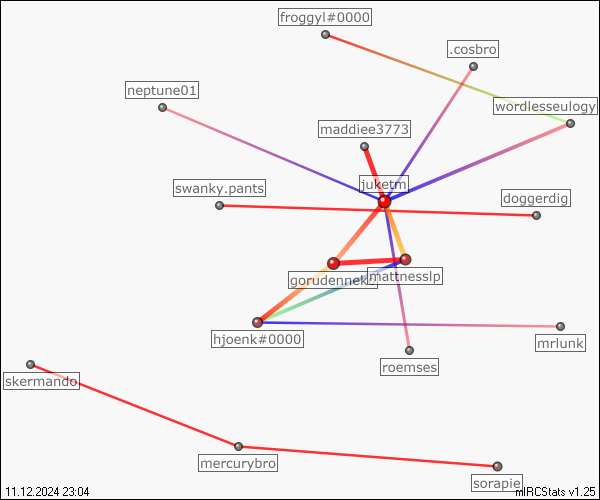 froggyl#0000
.cosbro
neptune01
wordlesseulogy
maddiee3773
juketm
swanky.pants
doggerdig
mattnesslp
hjoenk#0000
mrlunk
roemses
skermando
mercurybro
sorapie
11.12.2024 23:04
mIRCStats v1.25